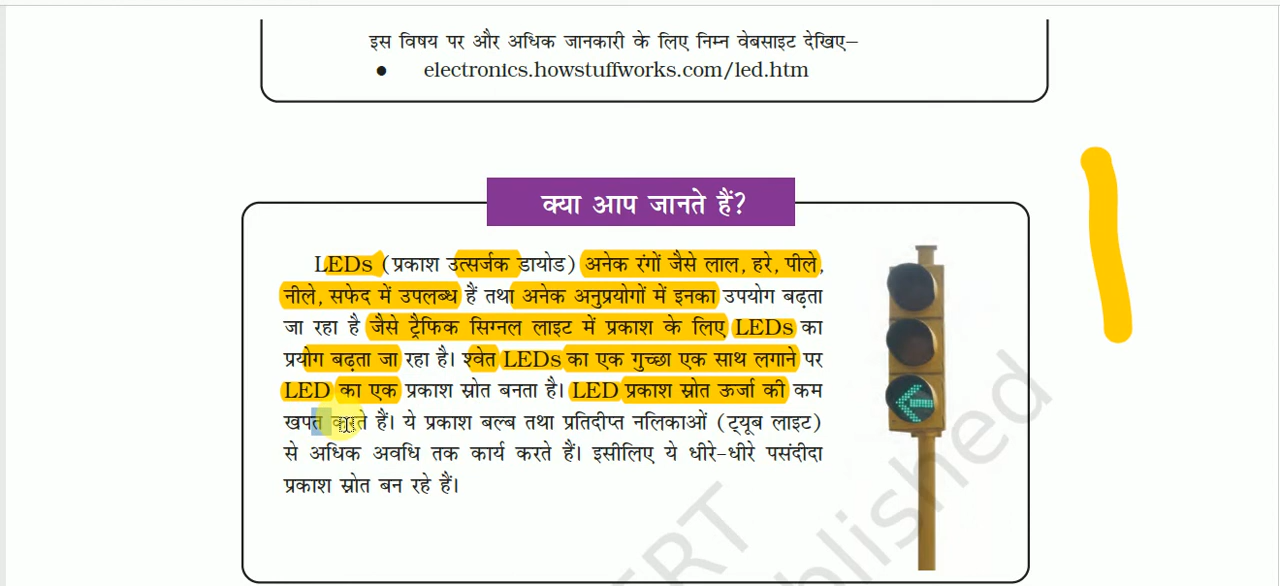 इस विषय पर और अधिक जानकारी के लिए निम्न वेबसाइट देखिए–
● electronics.howstuffworks.com/led.htm
क्या आप जानते हैं?
LEDs (प्रकाश उत्सर्जक डायोड) अनेक रंगों जैसे लाल, हरे, पीले,
नीले, सफेद में उपलब्ध हैं तथा अनेक अनुप्रयोगों में इनका उपयोग बढ़ता
जा रहा है जैसे ट्रैफिक सिग्नल लाइट में प्रकाश के लिए LEDs का
प्रयोग बढ़ता जा रहा है। श्वेत LEDs का एक गुच्छा एक साथ लगाने पर
LED का एक प्रकाश स्रोत बनता है। LED प्रकाश स्रोत ऊर्जा की कम
खपत करते हैं। ये प्रकाश बल्ब तथा प्रतिदीप्त नलिकाओं (ट्यूब लाइट)
से अधिक अवधि तक कार्य करते हैं। इसीलिए ये धीरे-धीरे पसंदीदा
प्रकाश स्रोत बन रहे हैं।